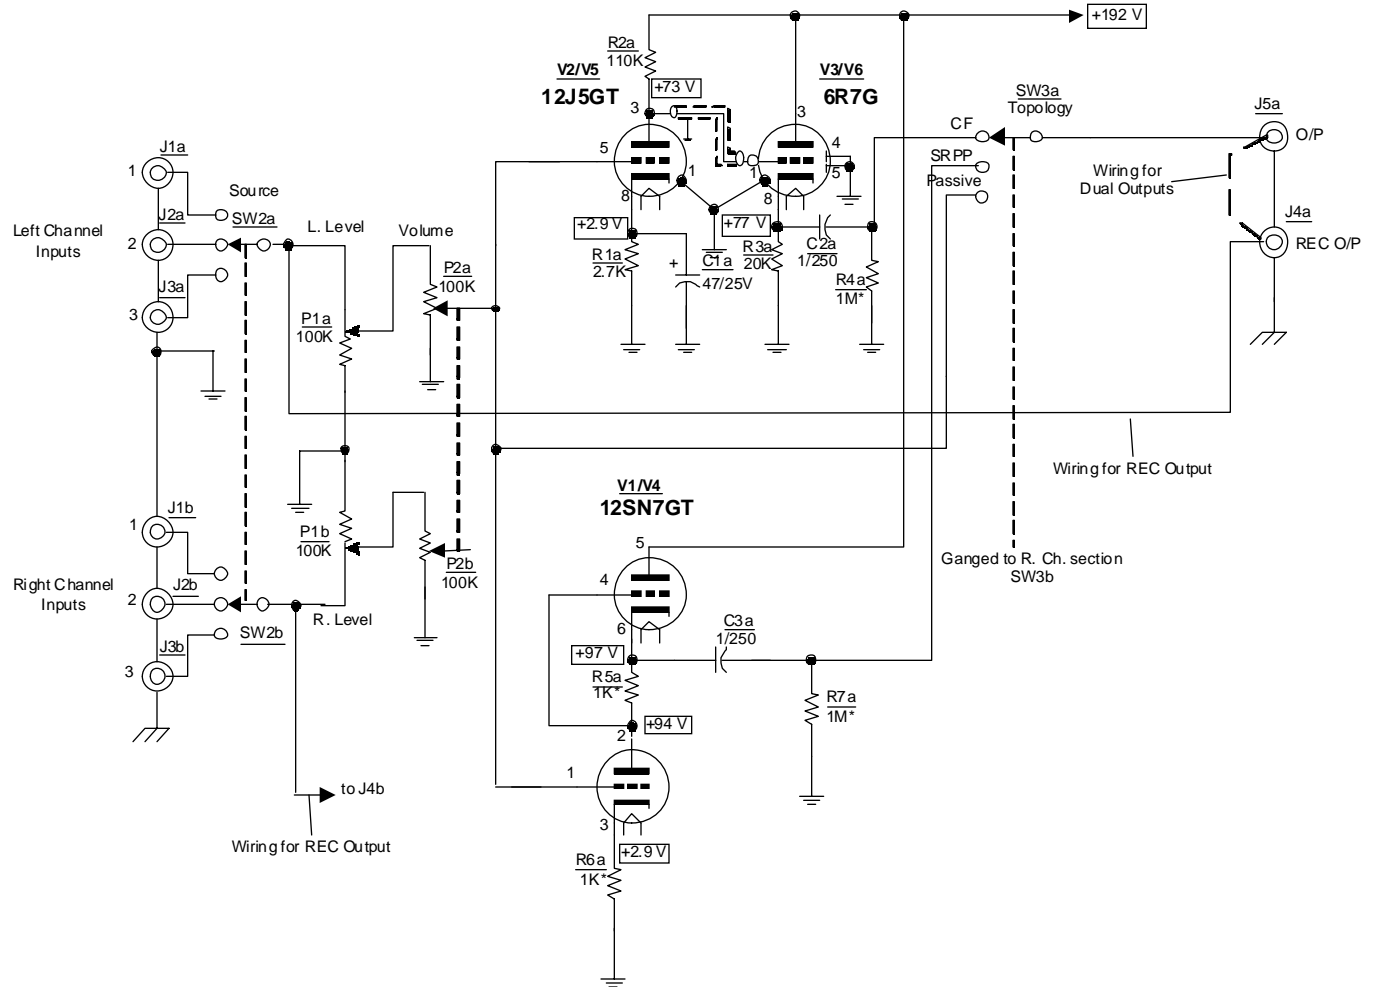 +192 V
R2a
110K
V2/V5
12J5GT
+73 V
3
V3/V6
6R7G
3
SW3a
Topology
J5a
O/P
CF
SRPP
Passive
Wiring for
Dual Outputs
J4a
REC O/P
5
1
8
4
5
1
8
J1a
1
Source
SW2a
J2a
2
Left Channel
Inputs
J3a
3
L. Level
Volume
P2a
100K
P1a
100K
+2.9 V
R1a
2.7K
+
C1a
47/25V
+77 V
R3a
20K
C2a
1/250
R4a
1M*
Wiring for REC Output
V1/V4
12SN7GT
5
4
6
J1b
1
P1b
100K
P2b
100K
Right Channel
Inputs
J2b
2
R. Level
SW2b
J3b
3
Ganged to R. Ch. section
SW3b
C3a
1/250
+97 V
R5a
1K*
R7a
1M*
+94 V
2
1
3
to J4b
Wiring for REC Output
+2.9 V
R6a
1K*